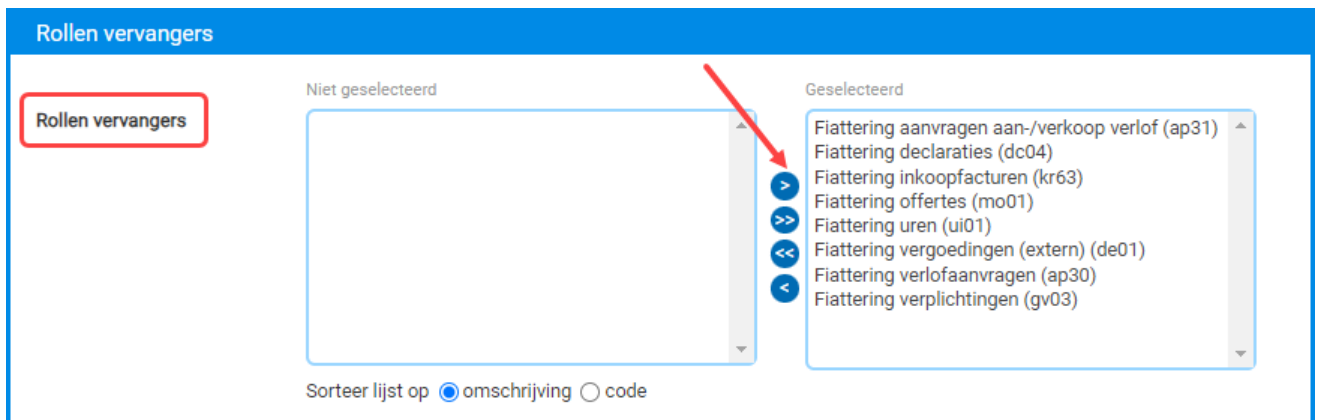 Rollen vervangers
Rollen vervangers
Niet geselecteerd
Geselecteerd
Fiattering aanvragen aan-/verkoop verlof (ap31)
Fiattering declaraties (dc04)
Fiattering inkoopfacturen (kr63)
Fiattering offertes (mo01)
Fiattering uren (ui01)
Fiattering vergoedingen (extern) (de01)
Fiattering verlofaanvragen (ap30)
Fiattering verplichtingen (gv03)
>
>>
<<
<
Sorteer lijst op omschrijving code